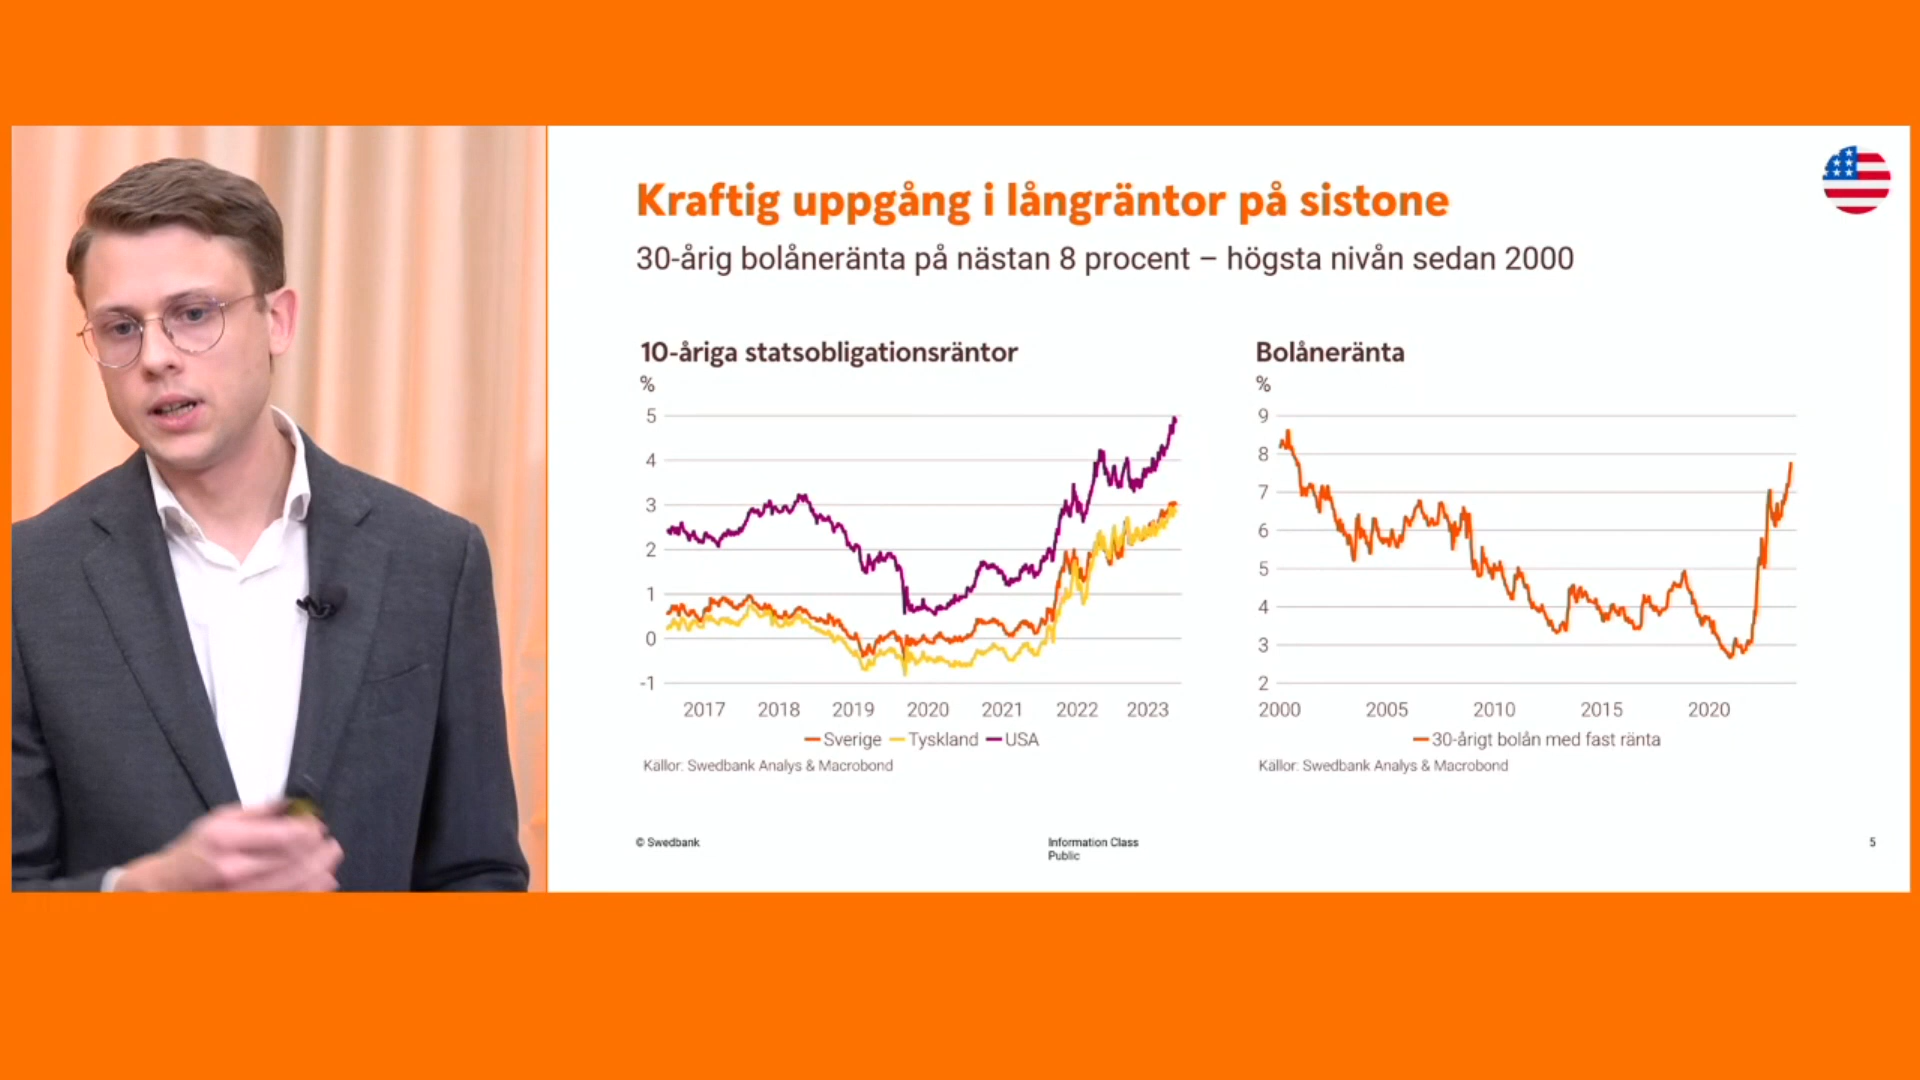 Kraftig uppgång i långräntor på sistone
30-årig bolåneränta på nästan 8 procent – högsta nivån sedan 2000
10-åriga statsobligationsräntor
%
5
4
3
2
1
0
-1
2017 2018 2019 2020 2021 2022 2023
Sverige Tyskland USA
Källor: Swedbank Analys & Macrobond
Bolåneränta
%
9
8
7
6
5
4
3
2
2000 2005 2010 2015 2020
30-årigt bolån med fast ränta
Källor: Swedbank Analys & Macrobond
© Swedbank
Information Class
Public
5